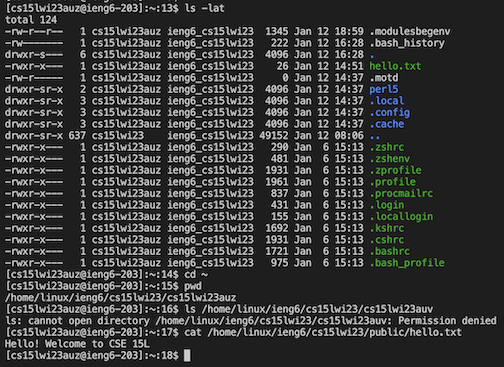 [cs15lwi23auz@ieng6-203]:~:13$ ls -lat
total 124
-rw-r--r-- 1 cs15lwi23auz ieng6_cs15lwi23 1345 Jan 12 18:59 .modulesbegenv
-rw------- 1 cs15lwi23auz ieng6_cs15lwi23 222 Jan 12 16:28 .bash_history
drwxr-s--- 6 cs15lwi23auz ieng6_cs15lwi23 4096 Jan 12 16:28 .
-rwxr-x--- 1 cs15lwi23auz ieng6_cs15lwi23 26 Jan 12 14:51 hello.txt
-rw-r----- 1 cs15lwi23auz ieng6_cs15lwi23 0 Jan 12 14:37 .motd
drwxr-sr-x 2 cs15lwi23auz ieng6_cs15lwi23 4096 Jan 12 14:37 perl5
drwxr-sr-x 3 cs15lwi23auz ieng6_cs15lwi23 4096 Jan 12 14:37 .local
drwxr-sr-x 3 cs15lwi23auz ieng6_cs15lwi23 4096 Jan 12 14:37 .config
drwxr-sr-x 3 cs15lwi23auz ieng6_cs15lwi23 4096 Jan 12 14:37 .cache
drwxr-sr-x 637 cs15lwi23 ieng6_cs15lwi23 49152 Jan 12 08:06 ..
-rwxr-x--- 1 cs15lwi23auz ieng6_cs15lwi23 290 Jan 6 15:13 .zshrc
-rwxr-x--- 1 cs15lwi23auz ieng6_cs15lwi23 481 Jan 6 15:13 .zshenv
-rwxr-x--- 1 cs15lwi23auz ieng6_cs15lwi23 1931 Jan 6 15:13 .zprofile
-rwxr-x--- 1 cs15lwi23auz ieng6_cs15lwi23 1961 Jan 6 15:13 .profile
-rwxr-x--- 1 cs15lwi23auz ieng6_cs15lwi23 837 Jan 6 15:13 .procmailrc
-rwxr-x--- 1 cs15lwi23auz ieng6_cs15lwi23 431 Jan 6 15:13 .login
-rwxr-x--- 1 cs15lwi23auz ieng6_cs15lwi23 155 Jan 6 15:13 .locallogin
-rwxr-x--- 1 cs15lwi23auz ieng6_cs15lwi23 1692 Jan 6 15:13 .kshrc
-rwxr-x--- 1 cs15lwi23auz ieng6_cs15lwi23 1931 Jan 6 15:13 .cshrc
-rwxr-x--- 1 cs15lwi23auz ieng6_cs15lwi23 1721 Jan 6 15:13 .bashrc
-rwxr-x--- 1 cs15lwi23auz ieng6_cs15lwi23 975 Jan 6 15:13 .bash_profile
[cs15lwi23auz@ieng6-203]:~:14$ cd ~
[cs15lwi23auz@ieng6-203]:~:15$ pwd
/home/linux/ieng6/cs15lwi23/cs15lwi23auz
[cs15lwi23auz@ieng6-203]:~:16$ ls /home/linux/ieng6/cs15lwi23/cs15lwi23auv
ls: cannot open directory /home/linux/ieng6/cs15lwi23/cs15lwi23auv: Permission denied
[cs15lwi23auz@ieng6-203]:~:17$ cat /home/linux/ieng6/cs15lwi23/public/hello.txt
Hello! Welcome to CSE 15L
[cs15lwi23auz@ieng6-203]:~:18$